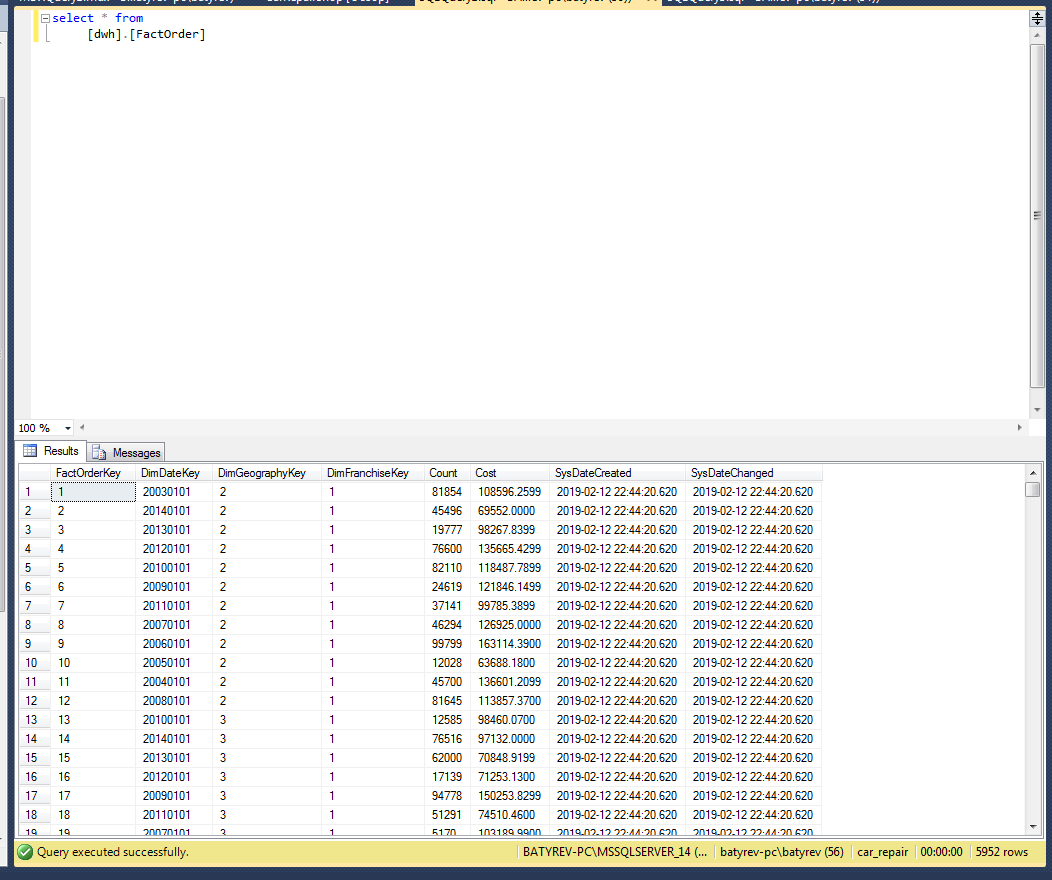 select * from
[dwh].[FactOrder]
100 %
Results Messages
FactOrderKey DimDateKey DimGeographyKey DimFranchiseKey Count Cost SysDateCreated SysDateChanged
1 1 20030101 2 1 81854 108596.2599 2019-02-12 22:44:20.620 2019-02-12 22:44:20.620
2 2 20140101 2 1 45496 69552.0000 2019-02-12 22:44:20.620 2019-02-12 22:44:20.620
3 3 20130101 2 1 19777 98267.8399 2019-02-12 22:44:20.620 2019-02-12 22:44:20.620
4 4 20120101 2 1 76600 135665.4299 2019-02-12 22:44:20.620 2019-02-12 22:44:20.620
5 5 20100101 2 1 82110 118487.7899 2019-02-12 22:44:20.620 2019-02-12 22:44:20.620
6 6 20090101 2 1 24619 121846.1499 2019-02-12 22:44:20.620 2019-02-12 22:44:20.620
7 7 20110101 2 1 37141 99785.3899 2019-02-12 22:44:20.620 2019-02-12 22:44:20.620
8 8 20070101 2 1 46294 126925.0000 2019-02-12 22:44:20.620 2019-02-12 22:44:20.620
9 9 20060101 2 1 99799 163114.3900 2019-02-12 22:44:20.620 2019-02-12 22:44:20.620
10 10 20050101 2 1 12028 63688.1800 2019-02-12 22:44:20.620 2019-02-12 22:44:20.620
11 11 20040101 2 1 45700 136601.2099 2019-02-12 22:44:20.620 2019-02-12 22:44:20.620
12 12 20080101 2 1 81645 113857.3700 2019-02-12 22:44:20.620 2019-02-12 22:44:20.620
13 13 20100101 3 1 12585 98460.0700 2019-02-12 22:44:20.620 2019-02-12 22:44:20.620
14 14 20140101 3 1 76516 97132.0000 2019-02-12 22:44:20.620 2019-02-12 22:44:20.620
15 15 20130101 3 1 62000 70848.9199 2019-02-12 22:44:20.620 2019-02-12 22:44:20.620
16 16 20120101 3 1 17139 71253.1300 2019-02-12 22:44:20.620 2019-02-12 22:44:20.620
17 17 20090101 3 1 94778 150253.8299 2019-02-12 22:44:20.620 2019-02-12 22:44:20.620
18 18 20110101 3 1 51291 74510.4600 2019-02-12 22:44:20.620 2019-02-12 22:44:20.620
19 19 20070101 3 1 5170 103189.9900 2019-02-12 22:44:20.620 2019-02-12 22:44:20.620
Query executed successfully. BATYREV-PC\MSSQLSERVER_14 (... batyrev-pc\batyrev (56) car_repair 00:00:00 5952 rows